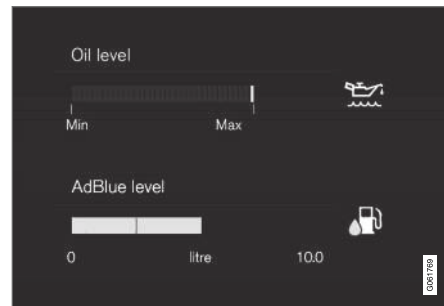 Oil level
Min Max
AdBlue level
0 litre 10.0
G061769